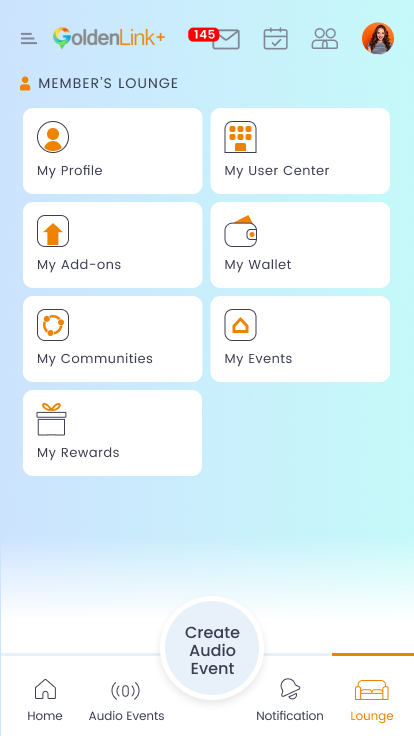 GoldenLink+
145
MEMBER'S LOUNGE
My Profile
My User Center
My Add-ons
My Wallet
My Communities
My Events
My Rewards
Create
Audio
Event
Home
Audio Events
Notification
Lounge